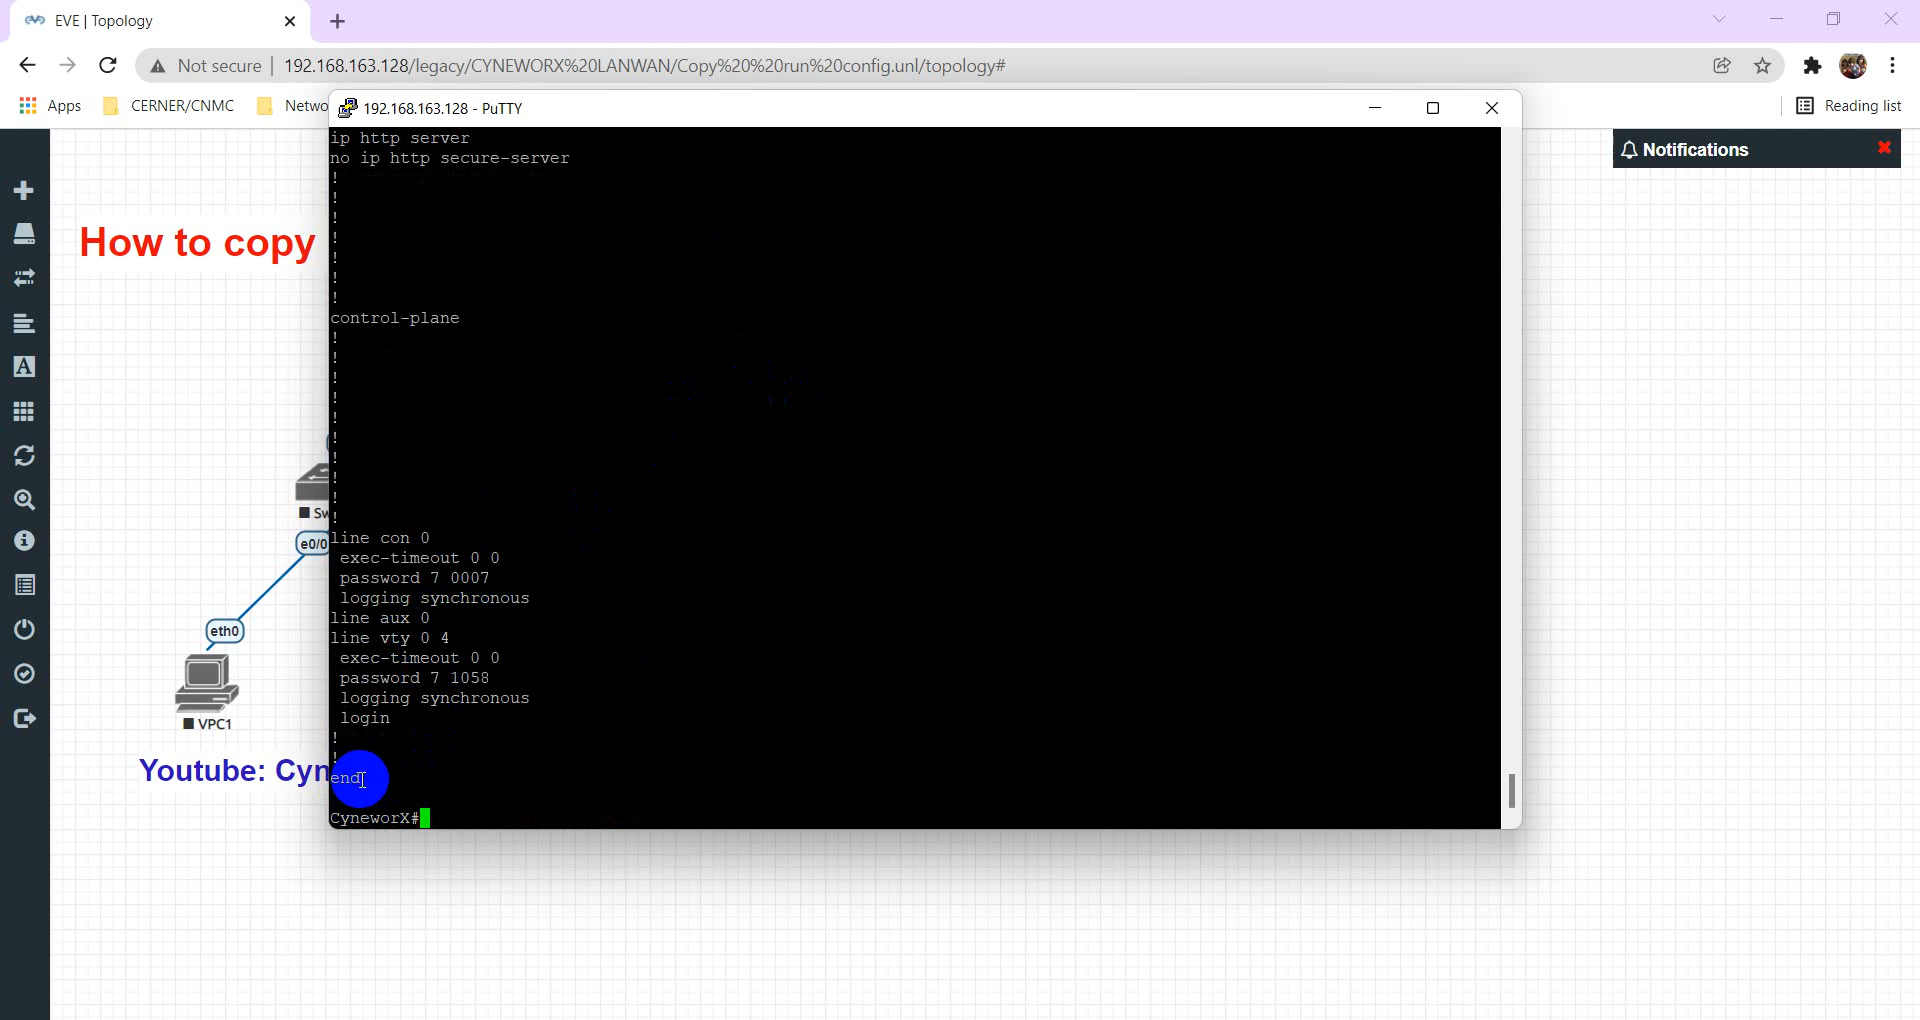 EVE | Topology
Not secure
192.168.163.128/legacy/CYNEWORX%20LANWAN/Copy%20%20run%20config.unl/topology#
Apps
CERNER/CNMC
Netwo
Reading list
192.168.163.128 - PuTTY
Notifications
ip http server
no ip http secure-server
!
!
!
!
!
!
!
control-plane
!
!
!
!
!
!
!
!
!
!
line con 0
exec-timeout 0 0
password 7 0007
logging synchronous
line aux 0
line vty 0 4
exec-timeout 0 0
password 7 1058
logging synchronous
login
!
!
end
CyneworX#
How to copy
Sw
e0/0
eth0
VPC1
Youtube: Cyn